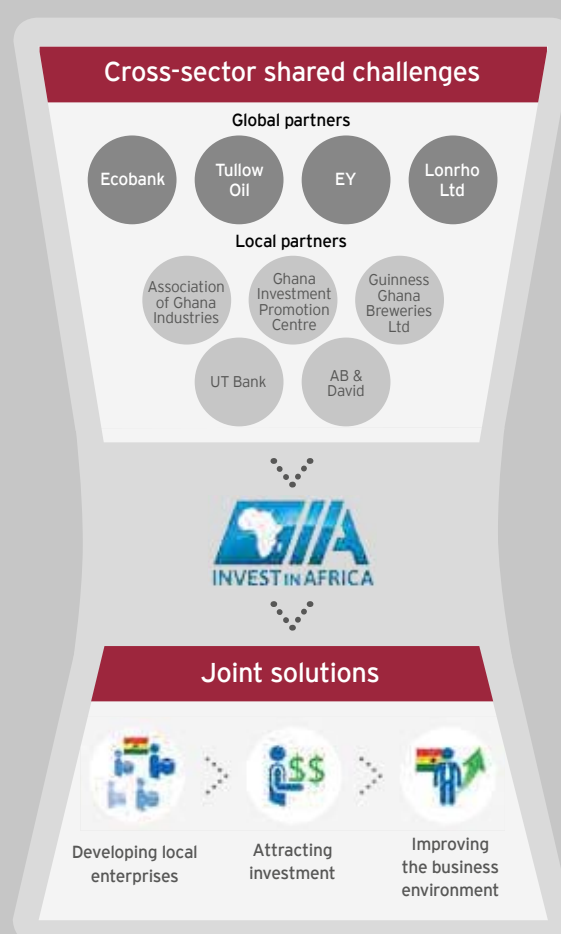 Cross-sector shared challenges
Global partners
Ecobank
Tullow
Oil
EY
Lonrho
Ltd
Local partners
Association
of Ghana
Industries
Ghana
Investment
Promotion
Centre
Guinness
Ghana
Breweries
Ltd
UT Bank
AB &
David
IIA
INVEST IN AFRICA
Joint solutions
$$
Developing local
enterprises
Attracting
investment
Improving
the business
environment